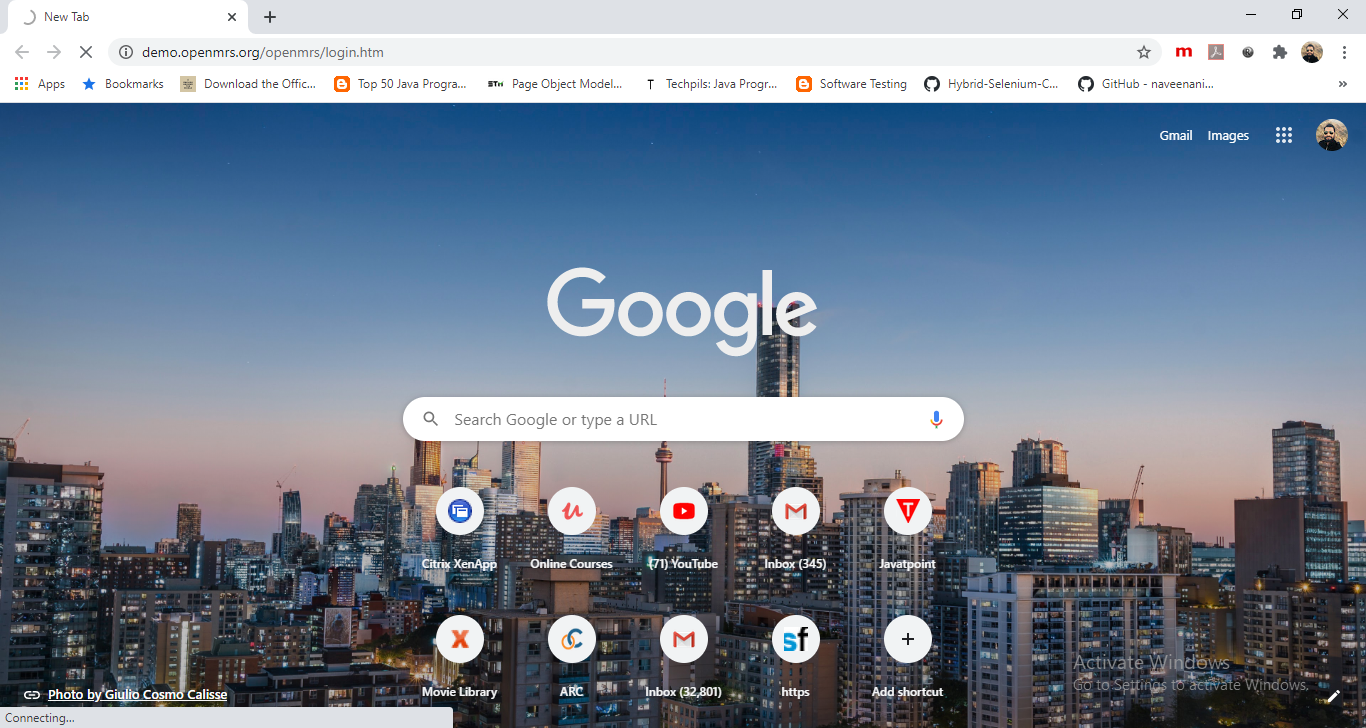 New Tab
demo.openmrs.org/openmrs/login.htm
m
Apps
Bookmarks
Download the Offic...
Top 50 Java Progra...
STH
Page Object Model...
T
Techpils: Java Progr...
Software Testing
Hybrid-Selenium-C...
GitHub - naveenani...
»
Gmail
Images
Google
Search Google or type a URL
Citrix XenApp
Online Courses
(71) YouTube
Inbox (345)
Javatpoint
Movie Library
ARC
Inbox (32,801)
sf
https
Add shortcut
Activate Windows
Go to Settings to activate Windows.
Photo by Giulio Cosmo Calisse
Connecting...